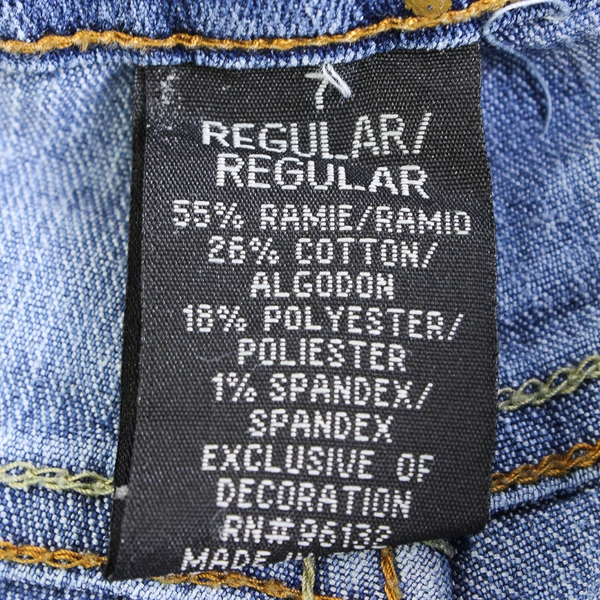 7
REGULAR/
REGULAR
55% RAMIE/RAMIO
26% COTTON/
ALGODON
18% POLYESTER/
POLIESTER
1% SPANDEX/
SPANDEX
EXCLUSIVE OF
DECORATION
RN#96132
MADE